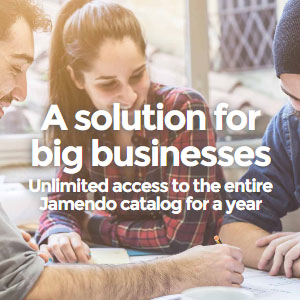 A solution for
big businesses
Unlimited access to the entire
Jamendo catalog for a year